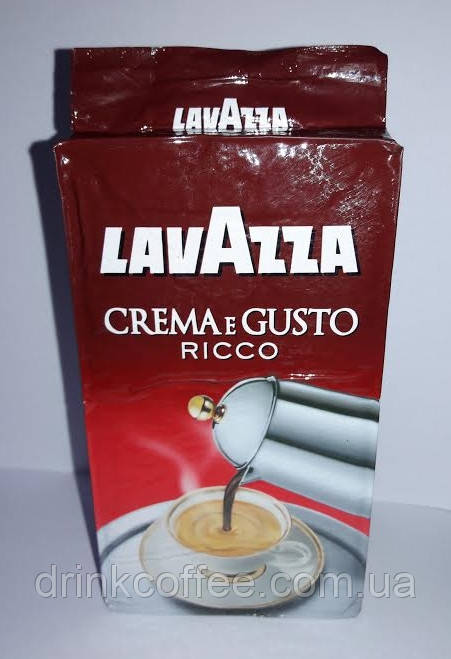 LAVAZZA
LAVAZZA
CREMA E GUSTO
RICCO
drinkcoffee.com.ua